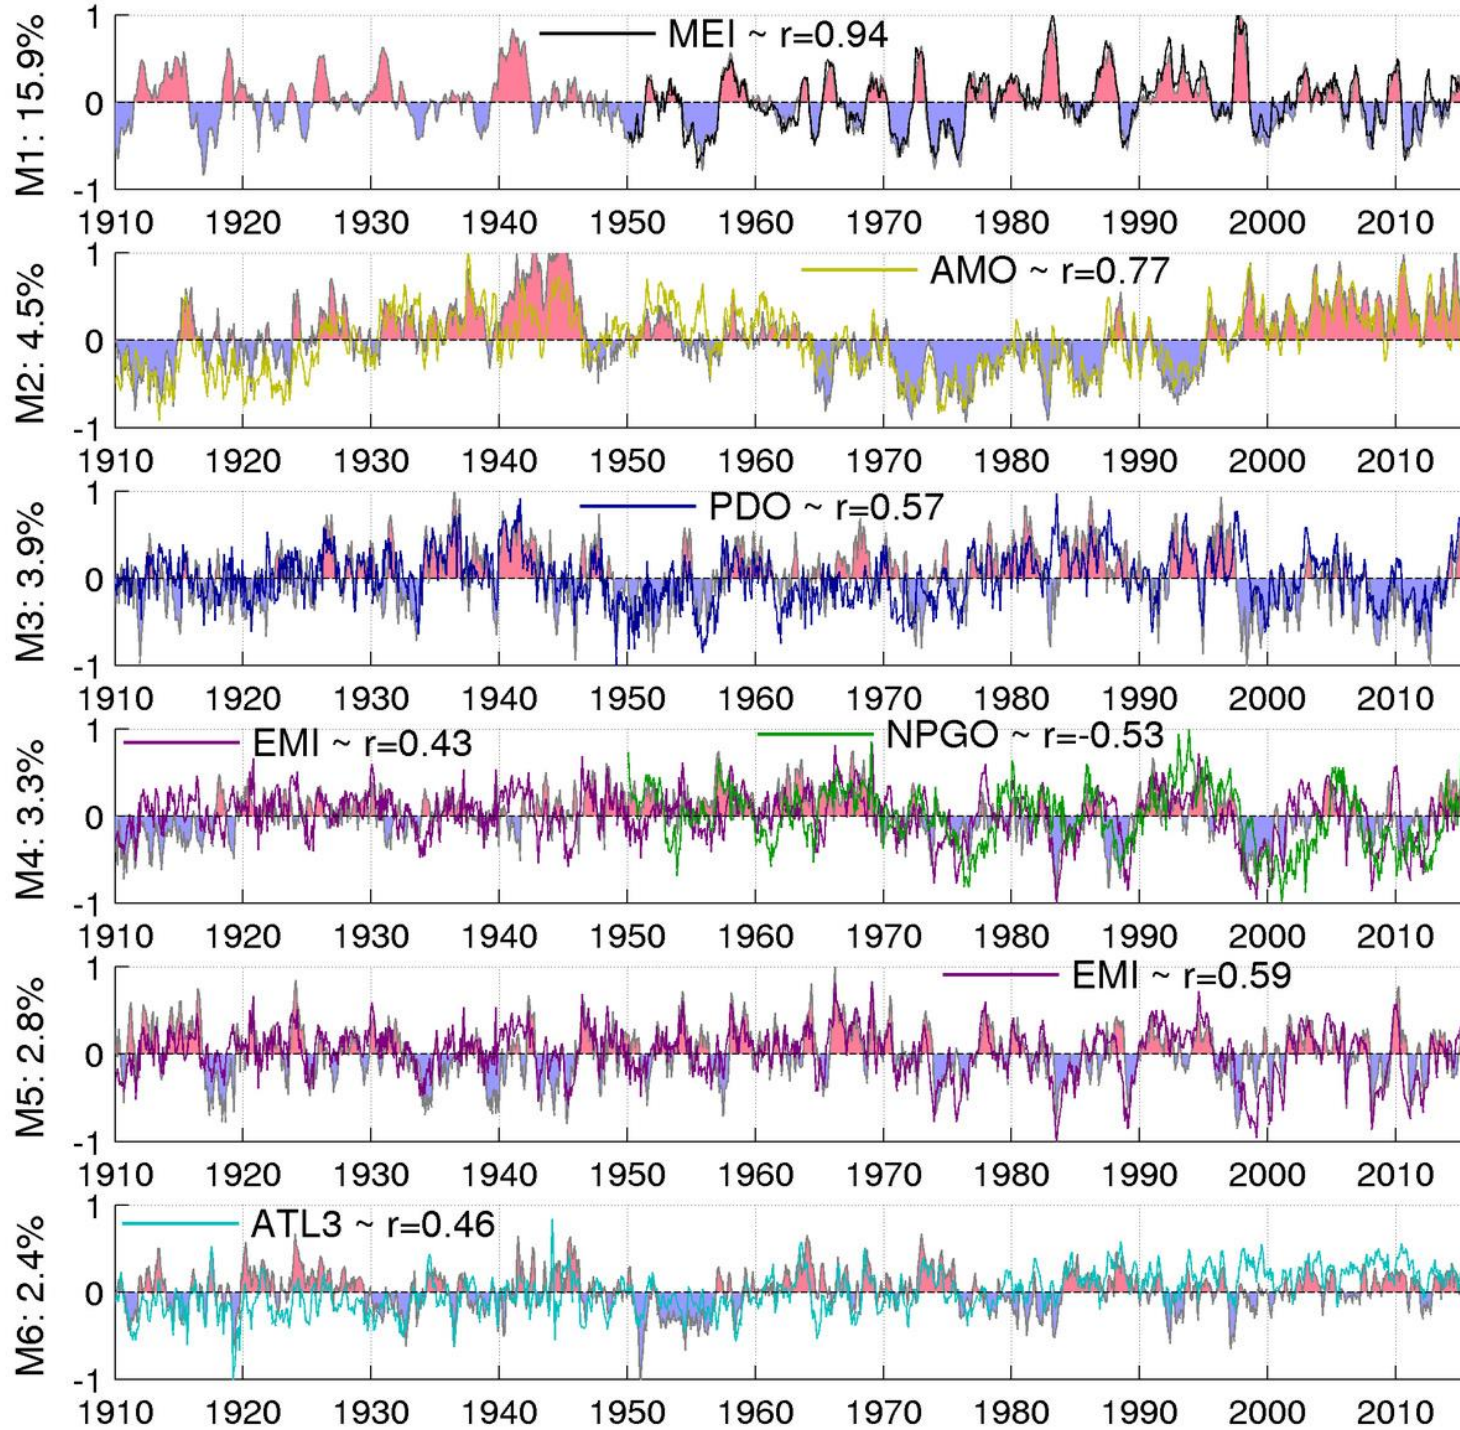 M1: 15.9%
1
0
-1
MEI ~ r=0.94
1910 1920 1930 1940 1950 1960 1970 1980 1990 2000 2010
M2: 4.5%
1
0
-1
AMO ~ r=0.77
1910 1920 1930 1940 1950 1960 1970 1980 1990 2000 2010
M3: 3.9%
1
0
-1
PDO ~ r=0.57
1910 1920 1930 1940 1950 1960 1970 1980 1990 2000 2010
M4: 3.3%
1
0
-1
EMI ~ r=0.43
NPGO ~ r=-0.53
1910 1920 1930 1940 1950 1960 1970 1980 1990 2000 2010
M5: 2.8%
1
0
-1
EMI ~ r=0.59
1910 1920 1930 1940 1950 1960 1970 1980 1990 2000 2010
M6: 2.4%
1
0
-1
ATL3 ~ r=0.46
1910 1920 1930 1940 1950 1960 1970 1980 1990 2000 2010